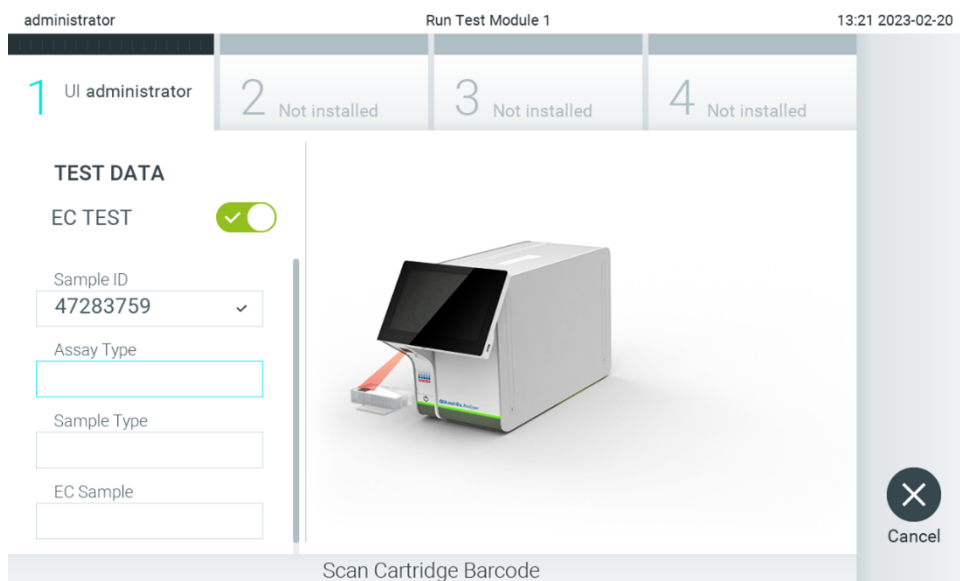 administrator
Run Test Module 1
13:21 2023-02-20
1 UI administrator
2 Not installed
3 Not installed
4 Not installed
TEST DATA
EC TEST
Sample ID
47283759
Assay Type
Sample Type
EC Sample
Cancel
Scan Cartridge Barcode